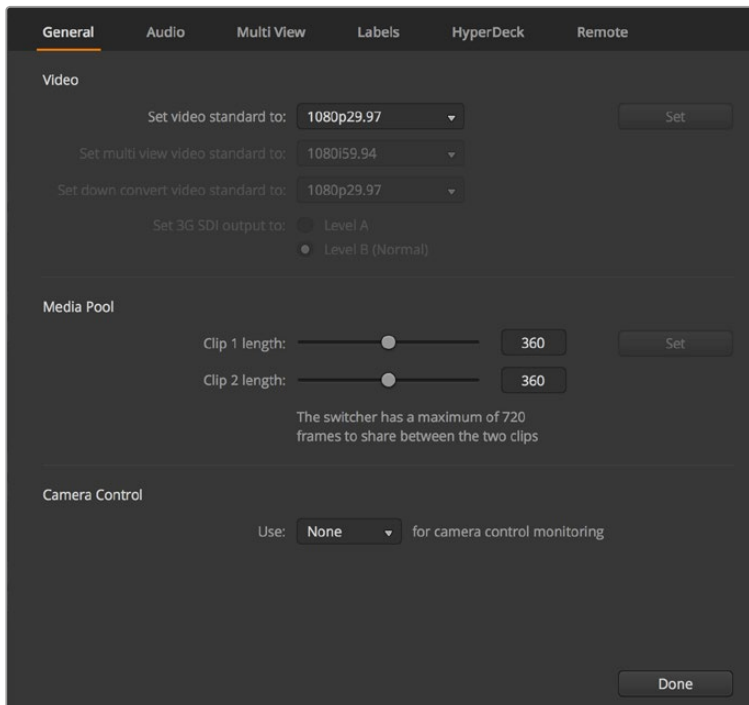 General Audio Multi View Labels HyperDeck Remote
Video
Set video standard to: 1080p29.97 Set
Set multi view video standard to: 1080i59.94
Set down convert video standard to: 1080p29.97
Set 3G SDI output to: Level A
Level B (Normal)
Media Pool
Clip 1 length: 360 Set
Clip 2 length: 360
The switcher has a maximum of 720
frames to share between the two clips
Camera Control
Use: None for camera control monitoring
Done